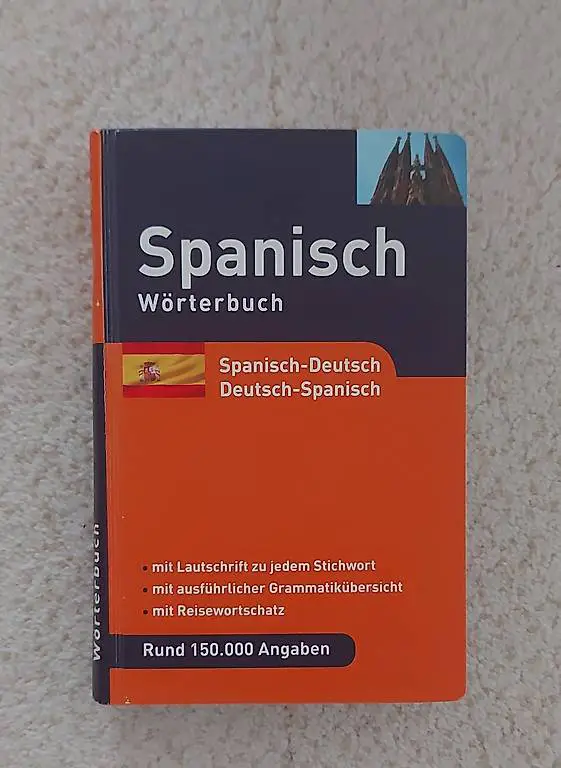 Spanisch
Wörterbuch
Spanisch-Deutsch
Deutsch-Spanisch
• mit Lautschrift zu jedem Stichwort
• mit ausführlicher Grammatikübersicht
• mit Reisewortschatz
Rund 150.000 Angaben
Wörterbuch